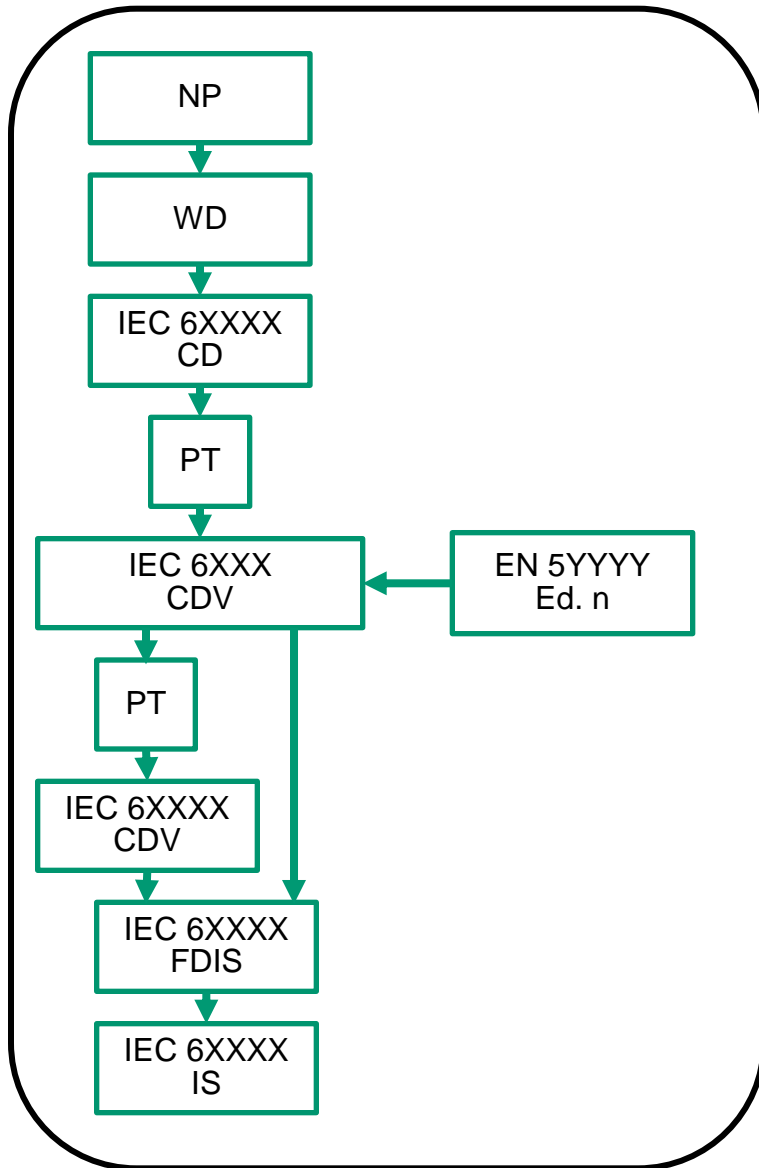 NP
WD
IEC 6XXXX
CD
PT
IEC 6XXX
CDV
EN 5YYYY
Ed. n
PT
IEC 6XXXX
CDV
IEC 6XXXX
FDIS
IEC 6XXXX
IS